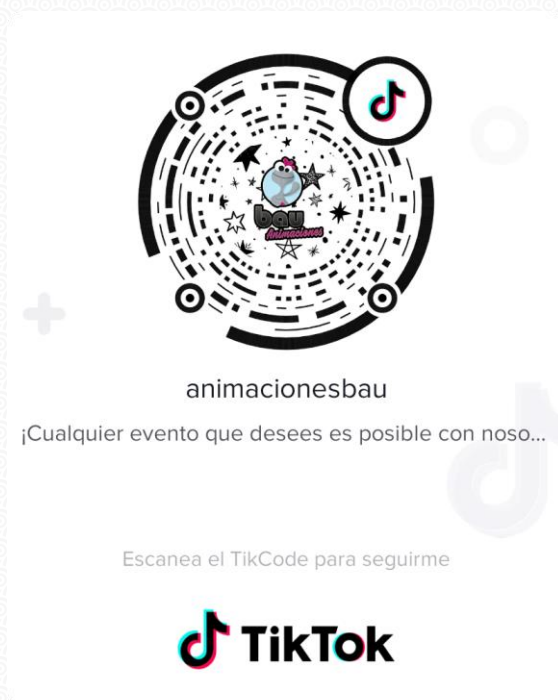 bau
Animaciones
animacionesbau
¡Cualquier evento que desees es posible con noso...
Escanea el TikCode para seguirme
TikTok